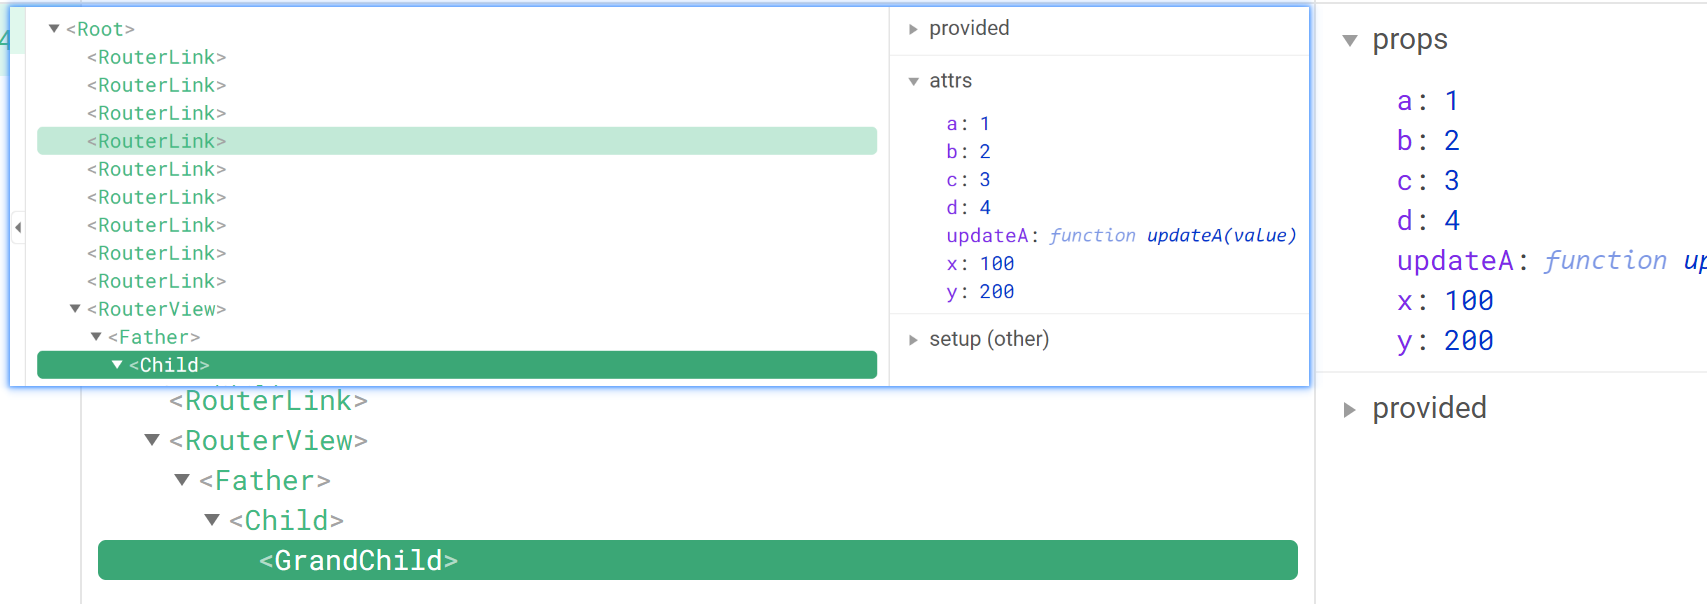 4
<Root>
<RouterLink>
<RouterLink>
<RouterLink>
<RouterLink>
<RouterLink>
<RouterLink>
<RouterLink>
<RouterLink>
<RouterLink>
<RouterView>
<Father>
<Child>
provided
attrs
a: 1
b: 2
c: 3
d: 4
updateA: function updateA(value)
x: 100
y: 200
setup (other)
<RouterLink>
<RouterView>
<Father>
<Child>
<GrandChild>
props
a: 1
b: 2
c: 3
d: 4
updateA: function up
x: 100
y: 200
provided